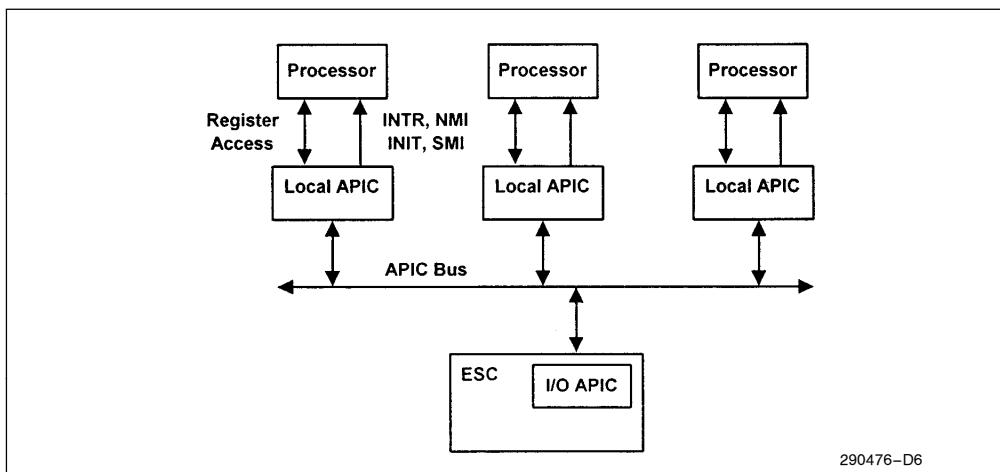 Processor
Processor
Processor
Register
Access
INTR, NMI
INIT, SMI
Local APIC
Local APIC
Local APIC
APIC Bus
ESC
I/O APIC
290476–D6